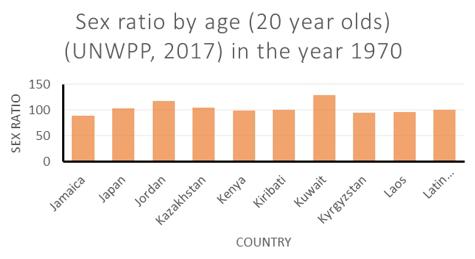 Sex ratio by age (20 year olds)
(UNWPP, 2017) in the year 1970
150
100
50
0
SEX RATIO
Jamaica
Japan
Jordan
Kazakhstan
Kenya
Kiribati
Kuwait
Kyrgyzstan
Laos
Latin...
COUNTRY